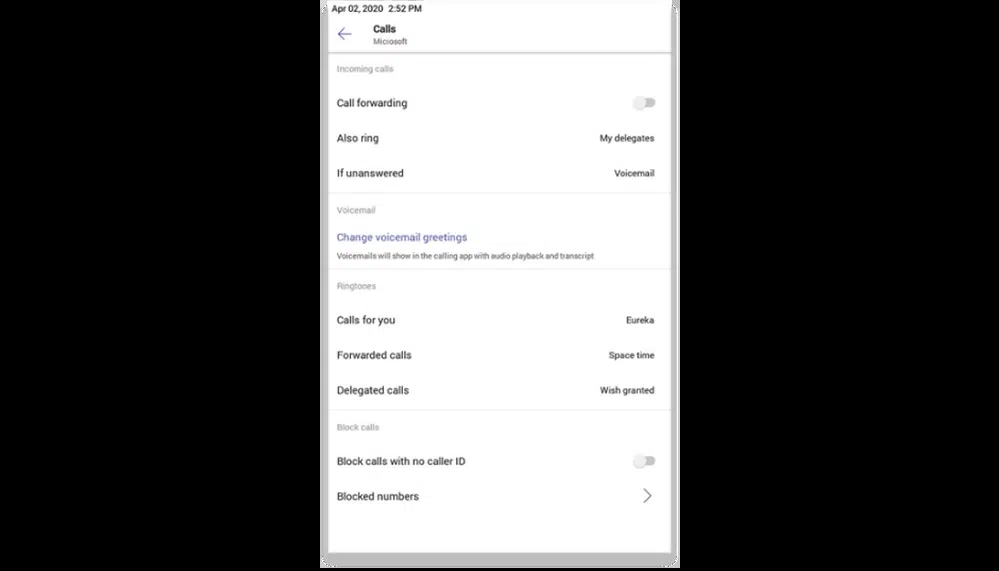 Apr 02, 2020 2:52 PM
Calls
Microsoft
Incoming calls
Call forwarding
Also ring My delegates
If unanswered Voicemail
Voicemail
Change voicemail greetings
Voicemails will show in the calling app with audio playback and transcript
Ringtones
Calls for you Eureka
Forwarded calls Space time
Delegated calls Wish granted
Block calls
Block calls with no caller ID
Blocked numbers